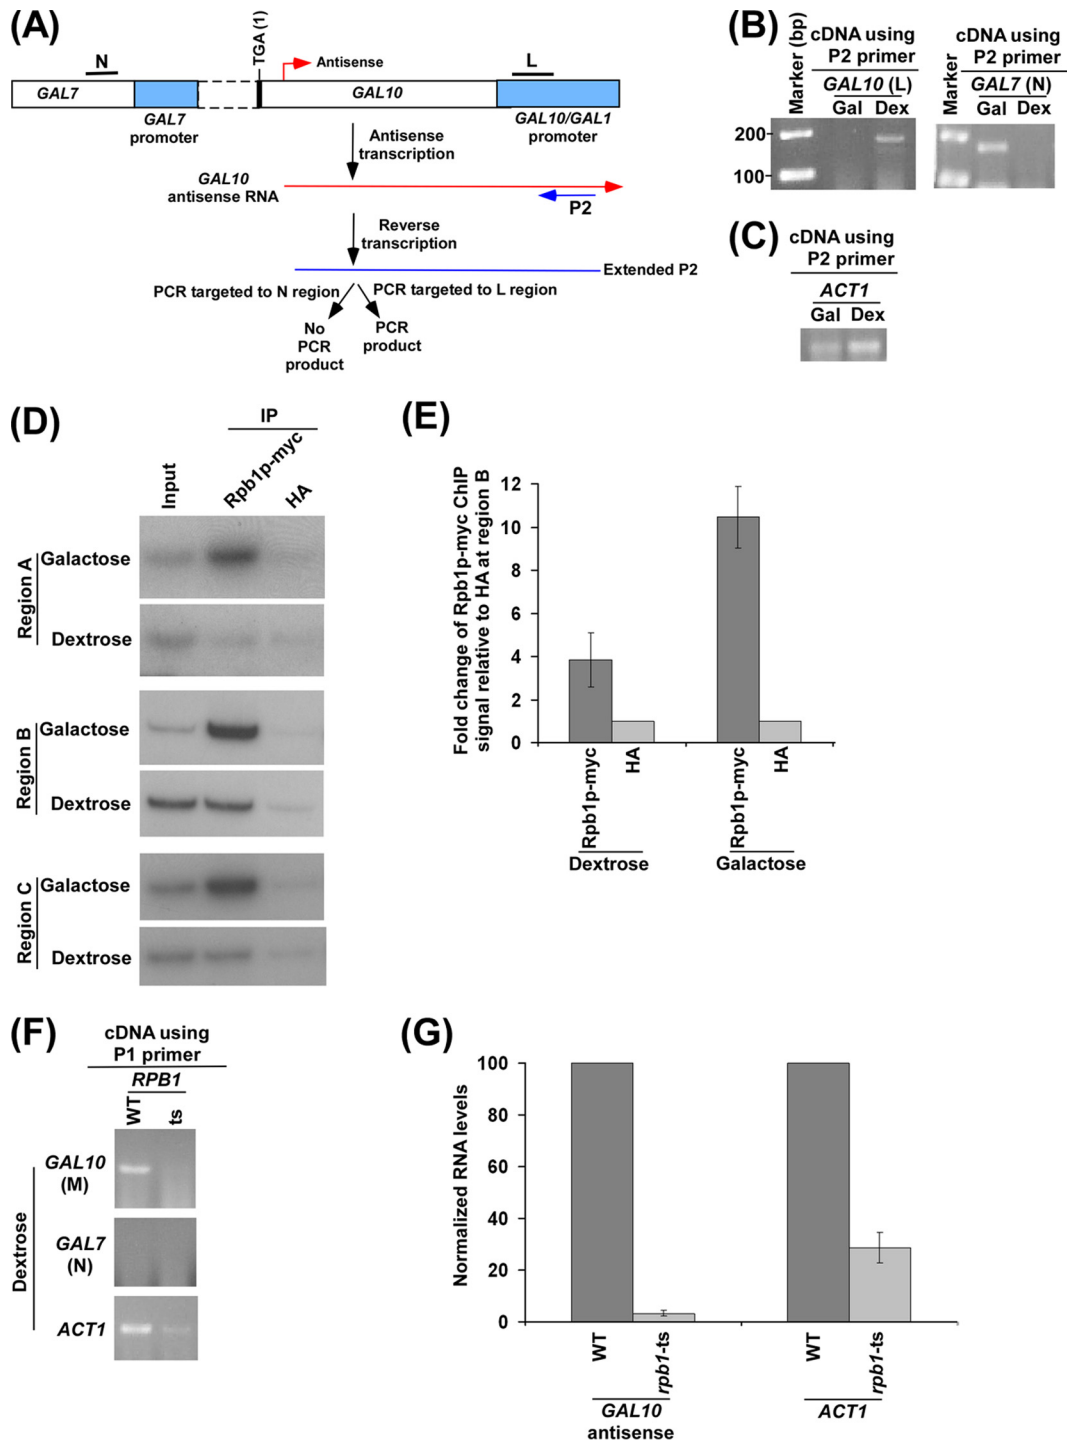 (A)
TGA (1)
N
Antisense
L
GAL7
GAL10
GAL7
promoter
GAL10/GAL1
promoter
Antisense
transcription
GAL10
antisense RNA
P2
Reverse
transcription
Extended P2
PCR targeted to N region
PCR targeted to L region
No
PCR
product
PCR
product
(B)
Marker (bp)
cDNA using
P2 primer
GAL10 (L)
Gal Dex
200
100
Marker
cDNA using
P2 primer
GAL7 (N)
Gal Dex
(C)
cDNA using
P2 primer
ACT1
Gal Dex
(D)
IP
Input
Rpb1p-myc
HA
Region A
Galactose
Dextrose
Region B
Galactose
Dextrose
Region C
Galactose
Dextrose
(E)
Fold change of Rpb1p-myc ChIP
signal relative to HA at region B
12
10
8
6
4
2
0
Rpb1p-myc
HA
Rpb1p-myc
HA
Dextrose
Galactose
(F)
cDNA using
P1 primer
RPB1
WT
ts
Dextrose
GAL10
(M)
GAL7
(N)
ACT1
(G)
Normalized RNA levels
100
80
60
40
20
0
WT
rpb1-ts
WT
rpb1-ts
GAL10
antisense
ACT1